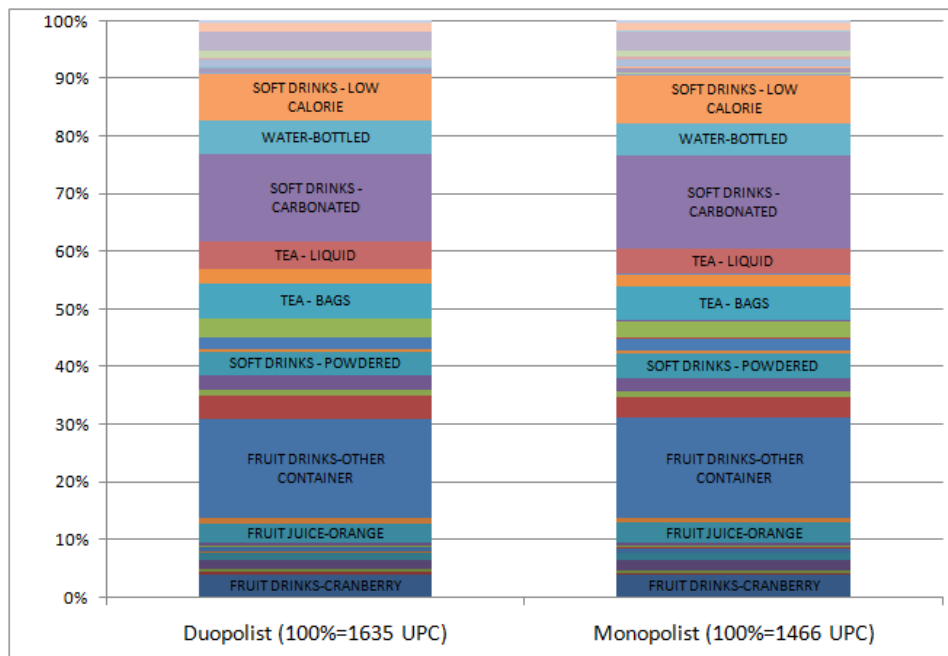 100%
90%
80%
70%
60%
50%
40%
30%
20%
10%
0%
SOFT DRINKS - LOW
CALORIE
WATER-BOTTLED
SOFT DRINKS -
CARBONATED
TEA - LIQUID
TEA - BAGS
SOFT DRINKS - POWDERED
FRUIT DRINKS-OTHER
CONTAINER
FRUIT JUICE-ORANGE
FRUIT DRINKS-CRANBERRY
SOFT DRINKS - LOW
CALORIE
WATER-BOTTLED
SOFT DRINKS -
CARBONATED
TEA - LIQUID
TEA - BAGS
SOFT DRINKS - POWDERED
FRUIT DRINKS-OTHER
CONTAINER
FRUIT JUICE-ORANGE
FRUIT DRINKS-CRANBERRY
Duopolist (100%=1635 UPC)
Monopolist (100%=1466 UPC)